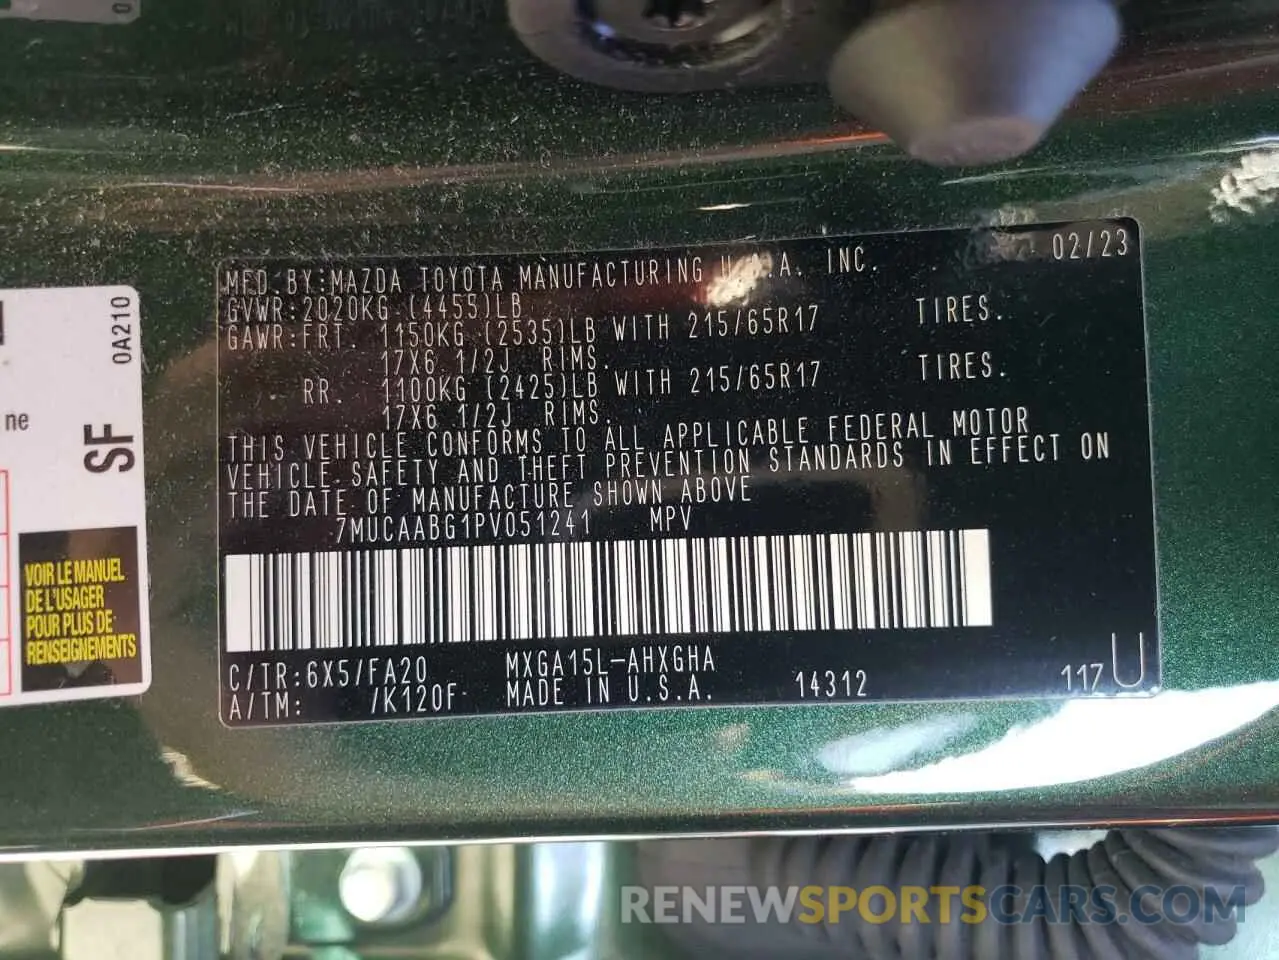 MFD.BY:MAZDA TOYOTA MANUFACTURING U.S.A. INC. 02/23
GVWR:2020KG (4455)LB
GAWR:FRT. 1150KG (2535)LB WITH 215/65R17 TIRES.
17X6 1/2J RIMS.
RR. 1100KG (2425)LB WITH 215/65R17 TIRES.
17X6 1/2J RIMS.
THIS VEHICLE CONFORMS TO ALL APPLICABLE FEDERAL MOTOR
VEHICLE SAFETY AND THEFT PREVENTION STANDARDS IN EFFECT ON
THE DATE OF MANUFACTURE SHOWN ABOVE
7MUCAABG1PV051241 MPV
C/TR:6X5/FA20 MXGA15L-AHXGHA
A/TM: /K120F MADE IN U.S.A. 14312 117U
0A210
SF
ne
VOIR LE MANUEL
DE L'USAGER
POUR PLUS DE
RENSEIGNEMENTS
RENEWSPORTSCARS.COM